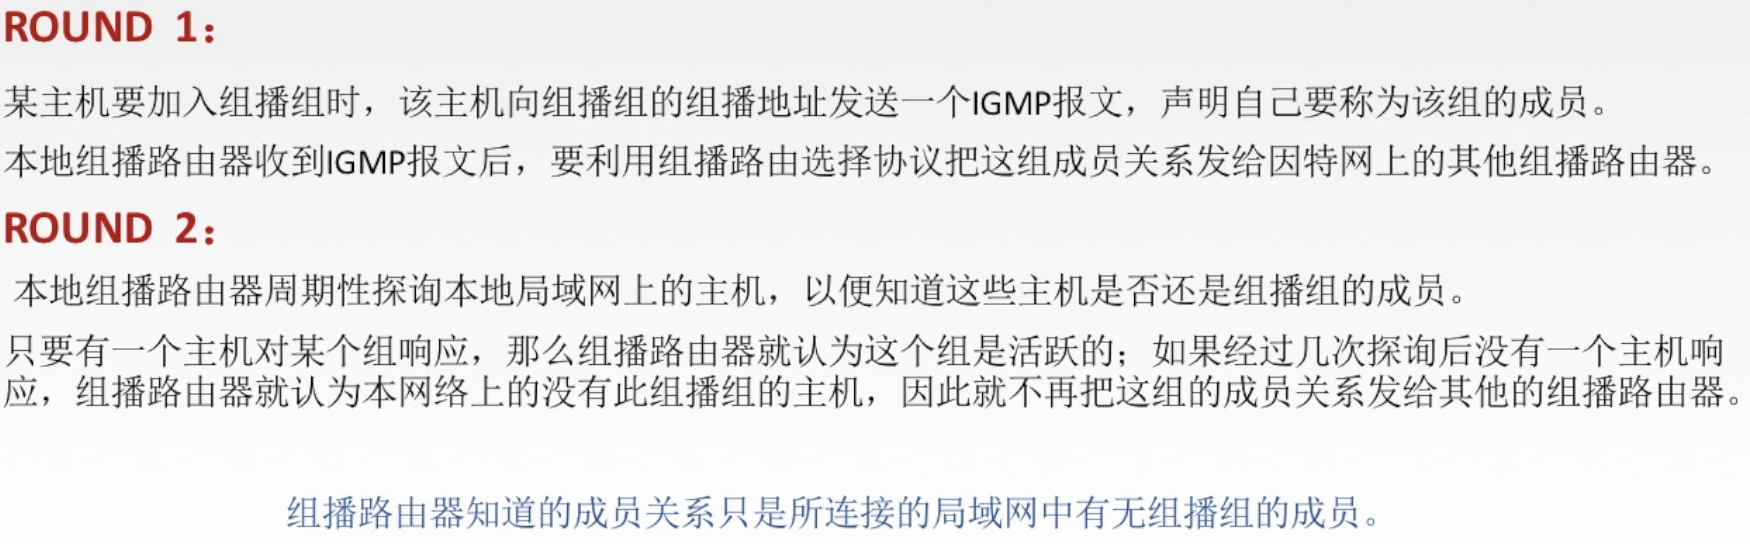 ROUND 1：
某主机要加入组播组时，该主机向组播组的组播地址发送一个IGMP报文，声明自己要称为该组的成员。
本地组播路由器收到IGMP报文后，要利用组播路由选择协议把这组成员关系发给因特网上的其他组播路由器。
ROUND 2：
本地组播路由器周期性探询本地局域网上的主机，以便知道这些主机是否还是组播组的成员。
只要有一个主机对某个组响应，那么组播路由器就认为这个组是活跃的；如果经过几次探询后没有一个主机响
应，组播路由器就认为本网络上的没有此组播组的主机，因此就不再把这组的成员关系发给其他的组播路由器。
组播路由器知道的成员关系只是所连接的局域网中有无组播组的成员。